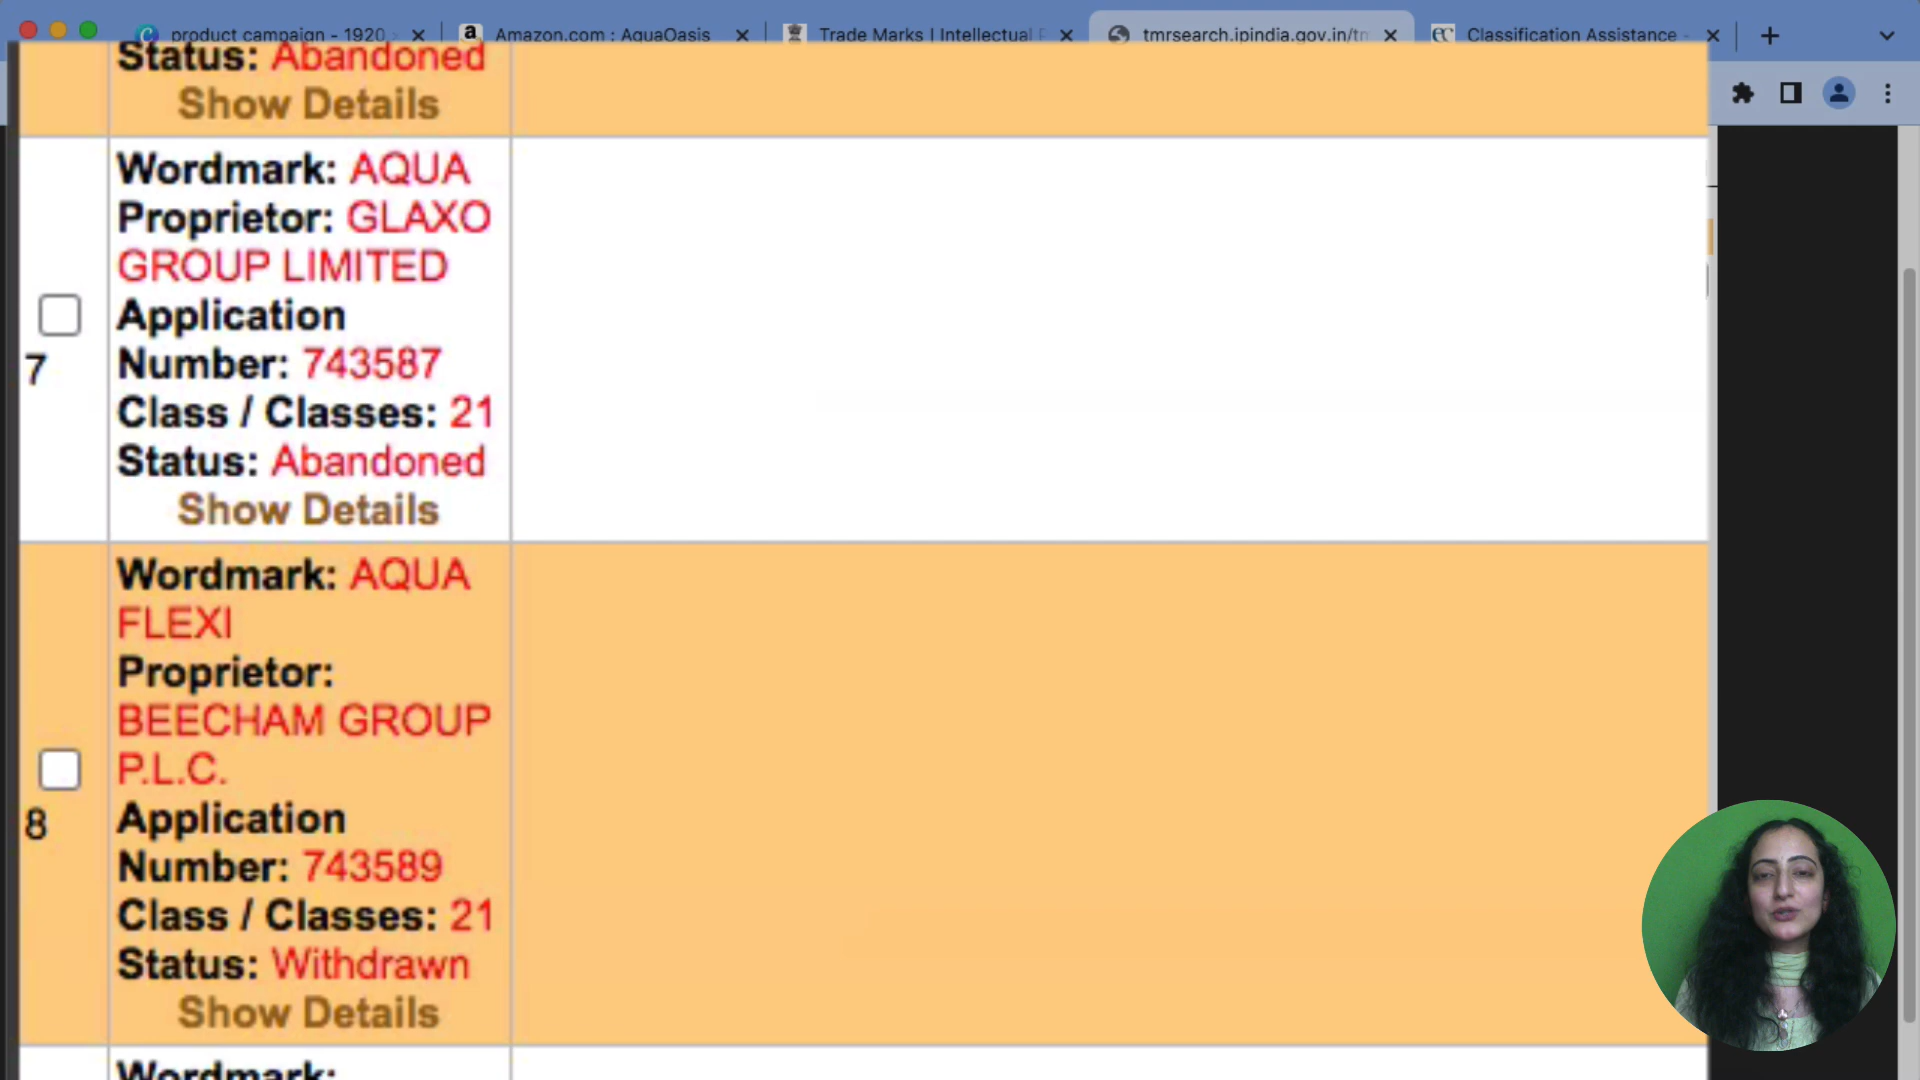 product campaign - 1920
Amazon.com : AquaOasis
Trade Marks | Intellectual
tmrsearch.ipindia.gov.in/tm
Classification Assistance
Status: Abandoned
Show Details
7
Wordmark: AQUA
Proprietor: GLAXO
GROUP LIMITED
Application
Number: 743587
Class / Classes: 21
Status: Abandoned
Show Details
8
Wordmark: AQUA
FLEXI
Proprietor:
BEECHAM GROUP
P.L.C.
Application
Number: 743589
Class / Classes: 21
Status: Withdrawn
Show Details
Wordmark: